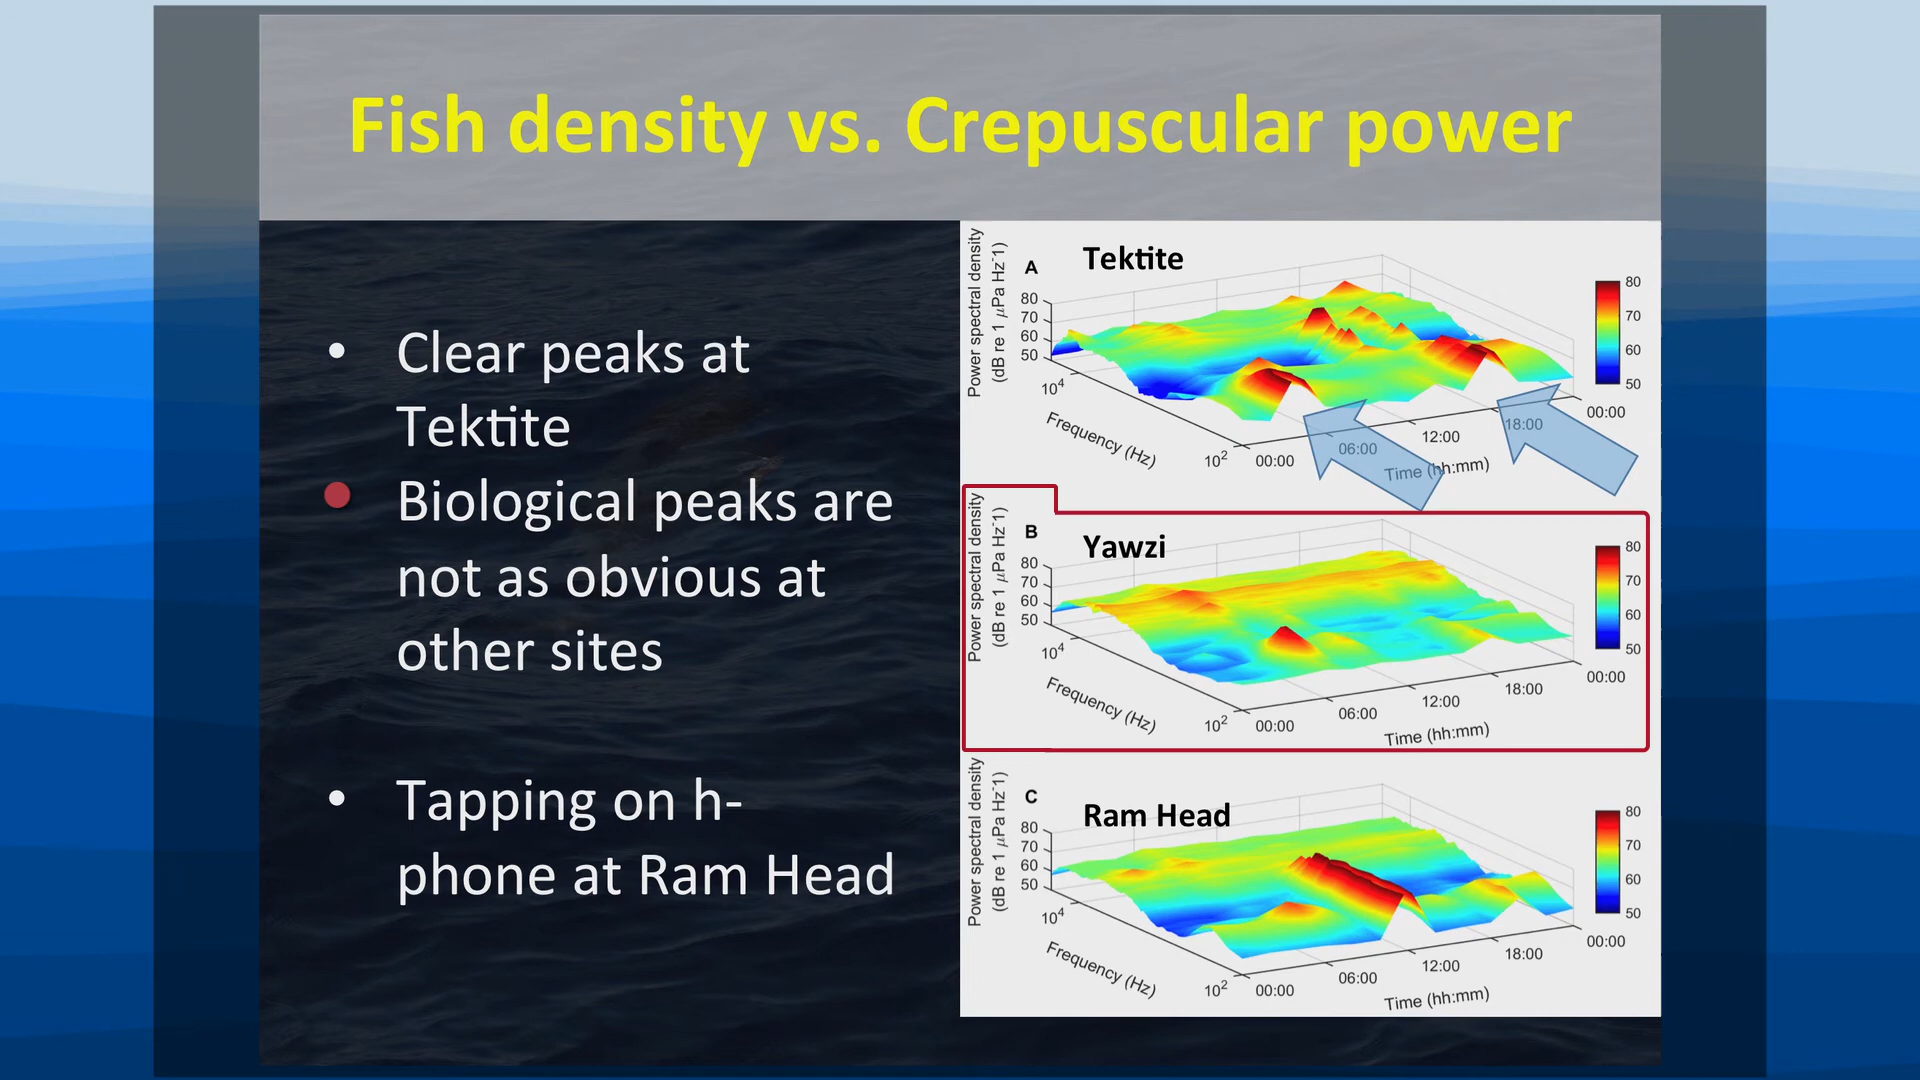 Fish density vs. Crepuscular power
• Clear peaks at
Tektite
Biological peaks are
not as obvious at
other sites
• Tapping on h-
phone at Ram Head
Power spectral density
(dB re 1 μPa Hz⁻1)
A
Tektite
80
70
60
50
10⁴
Frequency (Hz)
10²
00:00
06:00
12:00
18:00
00:00
Time (hh:mm)
80
70
60
50
Power spectral density
(dB re 1 μPa Hz⁻1)
B
Yawzi
80
70
60
50
10⁴
Frequency (Hz)
10²
00:00
06:00
12:00
18:00
00:00
Time (hh:mm)
80
70
60
50
Power spectral density
(dB re 1 μPa Hz⁻1)
C
Ram Head
80
70
60
50
10⁴
Frequency (Hz)
10²
00:00
06:00
12:00
18:00
00:00
Time (hh:mm)
80
70
60
50